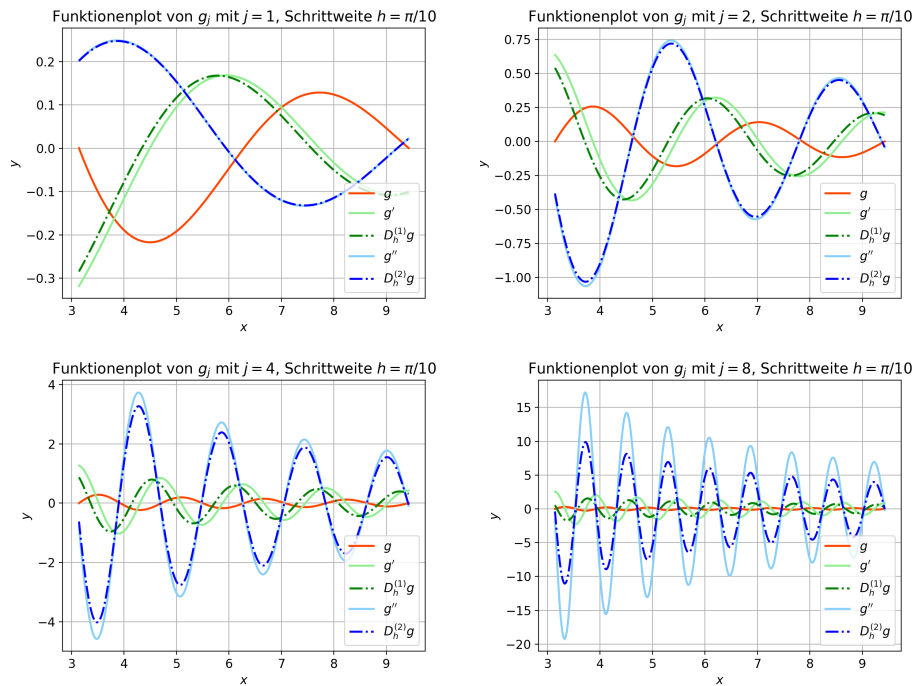 Funktionenplot von g_j mit j = 1, Schrittweite h = π/10
0.2
0.1
0.0
−0.1
−0.2
−0.3
y
3 4 5 6 7 8 9
x
g
g′
D_h^(1)g
g′′
D_h^(2)g
Funktionenplot von g_j mit j = 2, Schrittweite h = π/10
0.75
0.50
0.25
0.00
−0.25
−0.50
−0.75
−1.00
y
3 4 5 6 7 8 9
x
g
g′
D_h^(1)g
g′′
D_h^(2)g
Funktionenplot von g_j mit j = 4, Schrittweite h = π/10
4
2
0
−2
−4
y
3 4 5 6 7 8 9
x
g
g′
D_h^(1)g
g′′
D_h^(2)g
Funktionenplot von g_j mit j = 8, Schrittweite h = π/10
15
10
5
0
−5
−10
−15
−20
y
3 4 5 6 7 8 9
x
g
g′
D_h^(1)g
g′′
D_h^(2)g